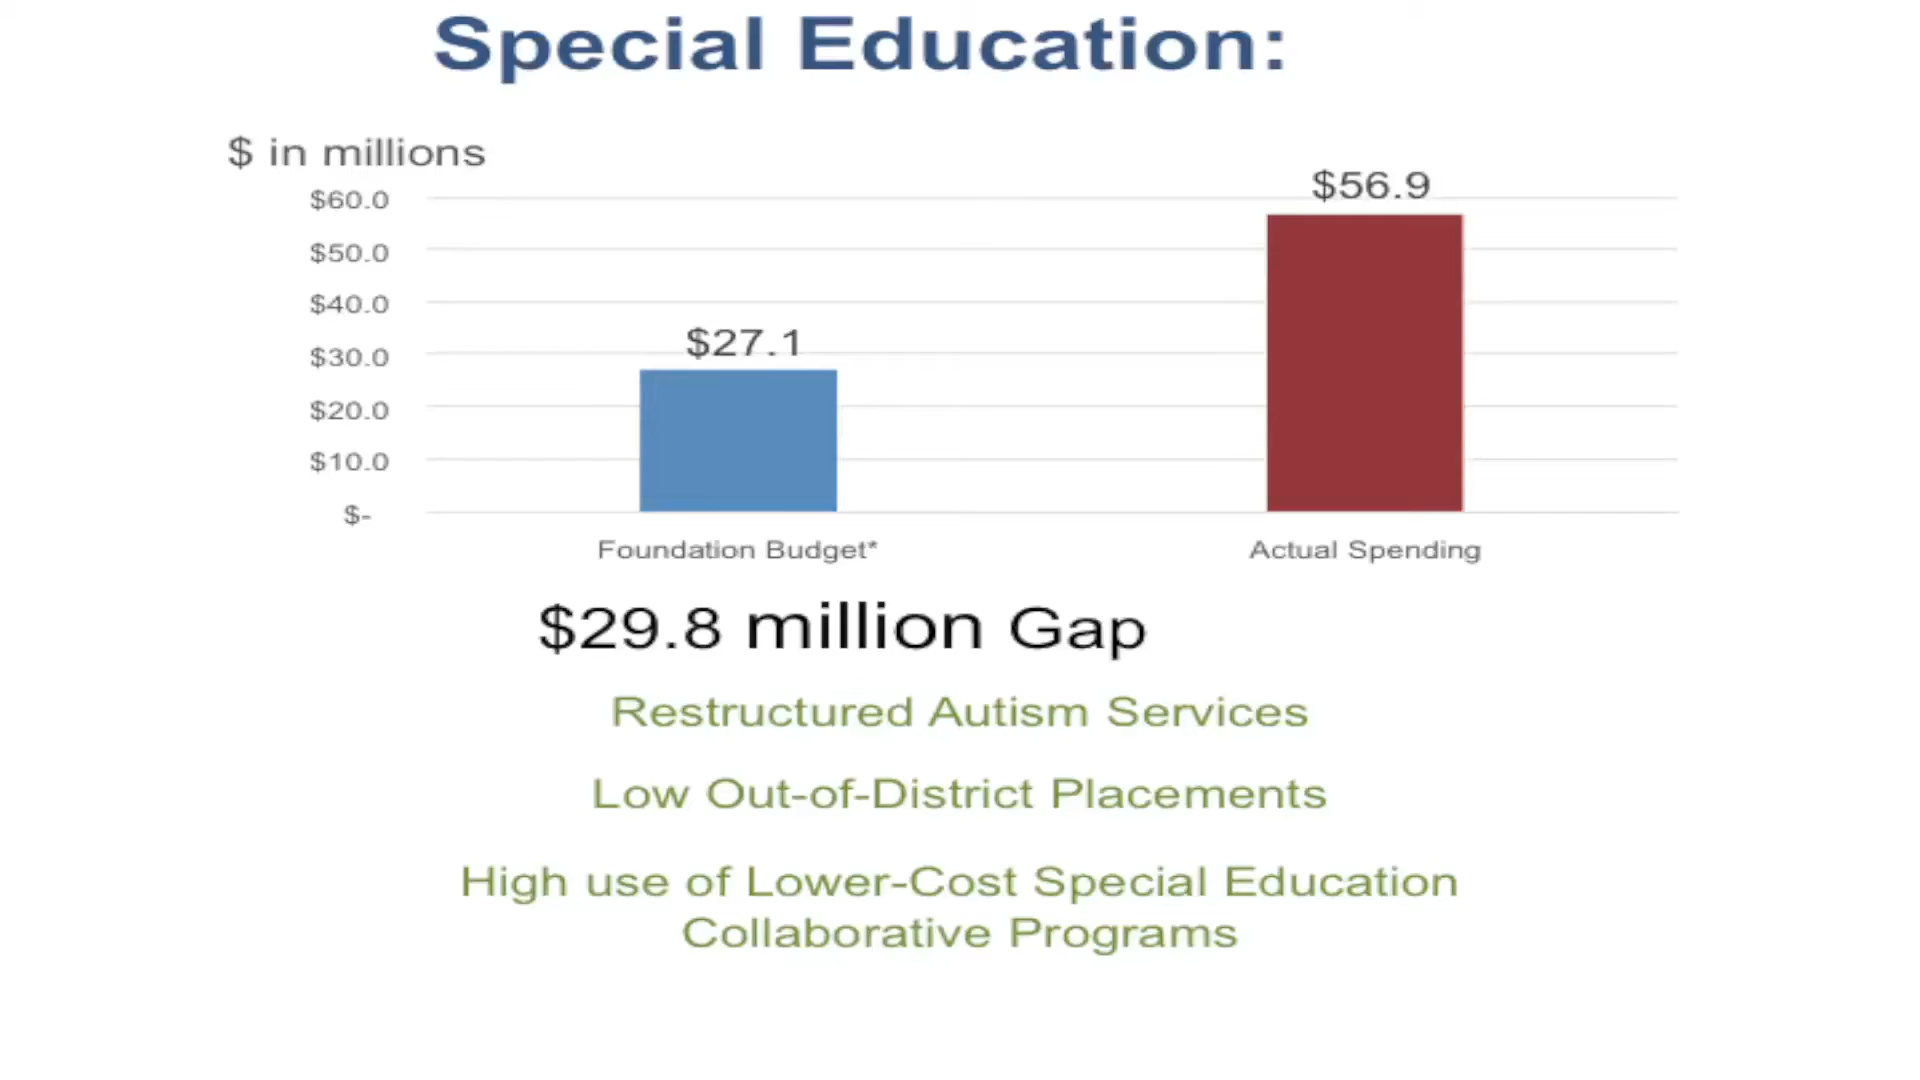 Special Education:
$ in millions
$60.0
$50.0
$40.0
$30.0
$20.0
$10.0
$-
$27.1
$56.9
Foundation Budget*
Actual Spending
$29.8 million Gap
Restructured Autism Services
Low Out-of-District Placements
High use of Lower-Cost Special Education
Collaborative Programs